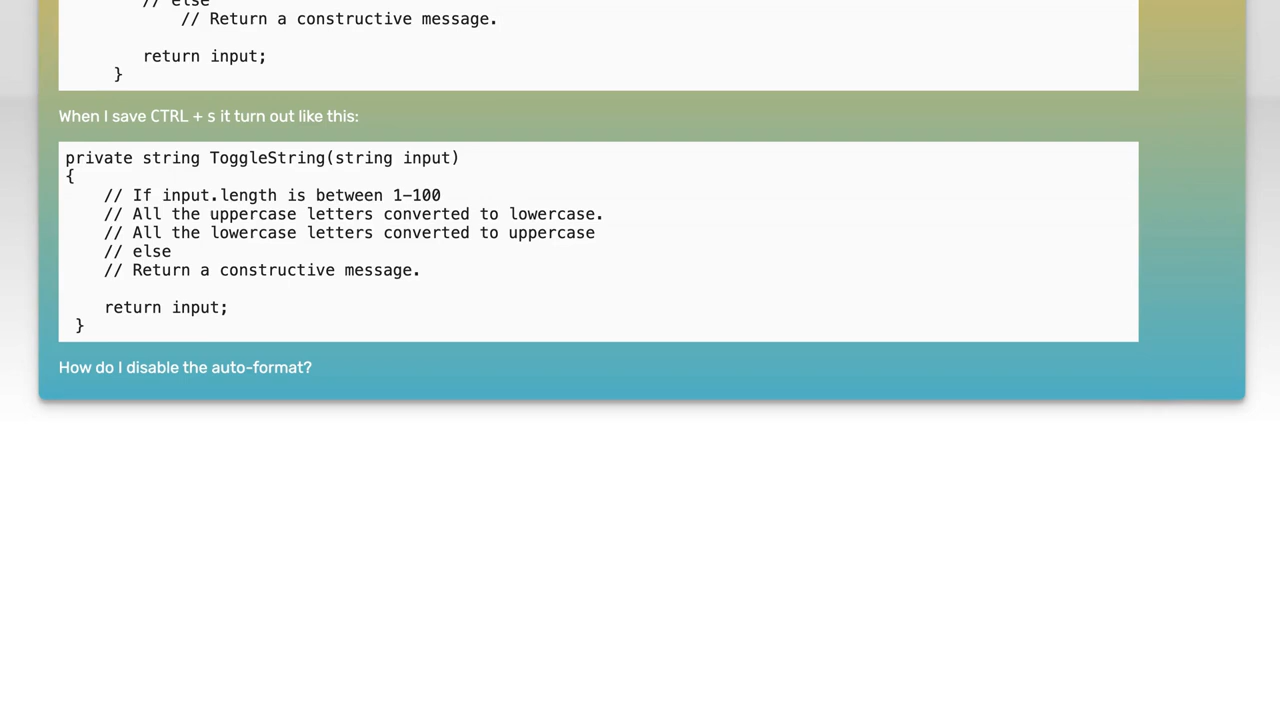 // else
// Return a constructive message.
return input;
}
When I save CTRL + s it turn out like this:
private string ToggleString(string input)
{
// If input.length is between 1-100
// All the uppercase letters converted to lowercase.
// All the lowercase letters converted to uppercase
// else
// Return a constructive message.
return input;
}
How do I disable the auto-format?